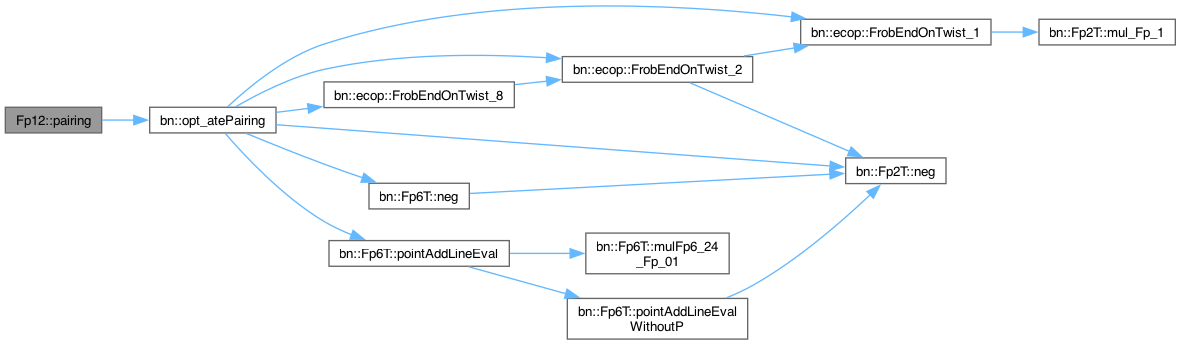 Fp12::pairing
bn::opt_atePairing
bn::ecop::FrobEndOnTwist_8
bn::ecop::FrobEndOnTwist_2
bn::ecop::FrobEndOnTwist_1
bn::Fp2T::mul_Fp_1
bn::Fp2T::neg
bn::Fp6T::neg
bn::Fp6T::pointAddLineEval
bn::Fp6T::mulFp6_24
_Fp_01
bn::Fp6T::pointAddLineEval
WithoutP